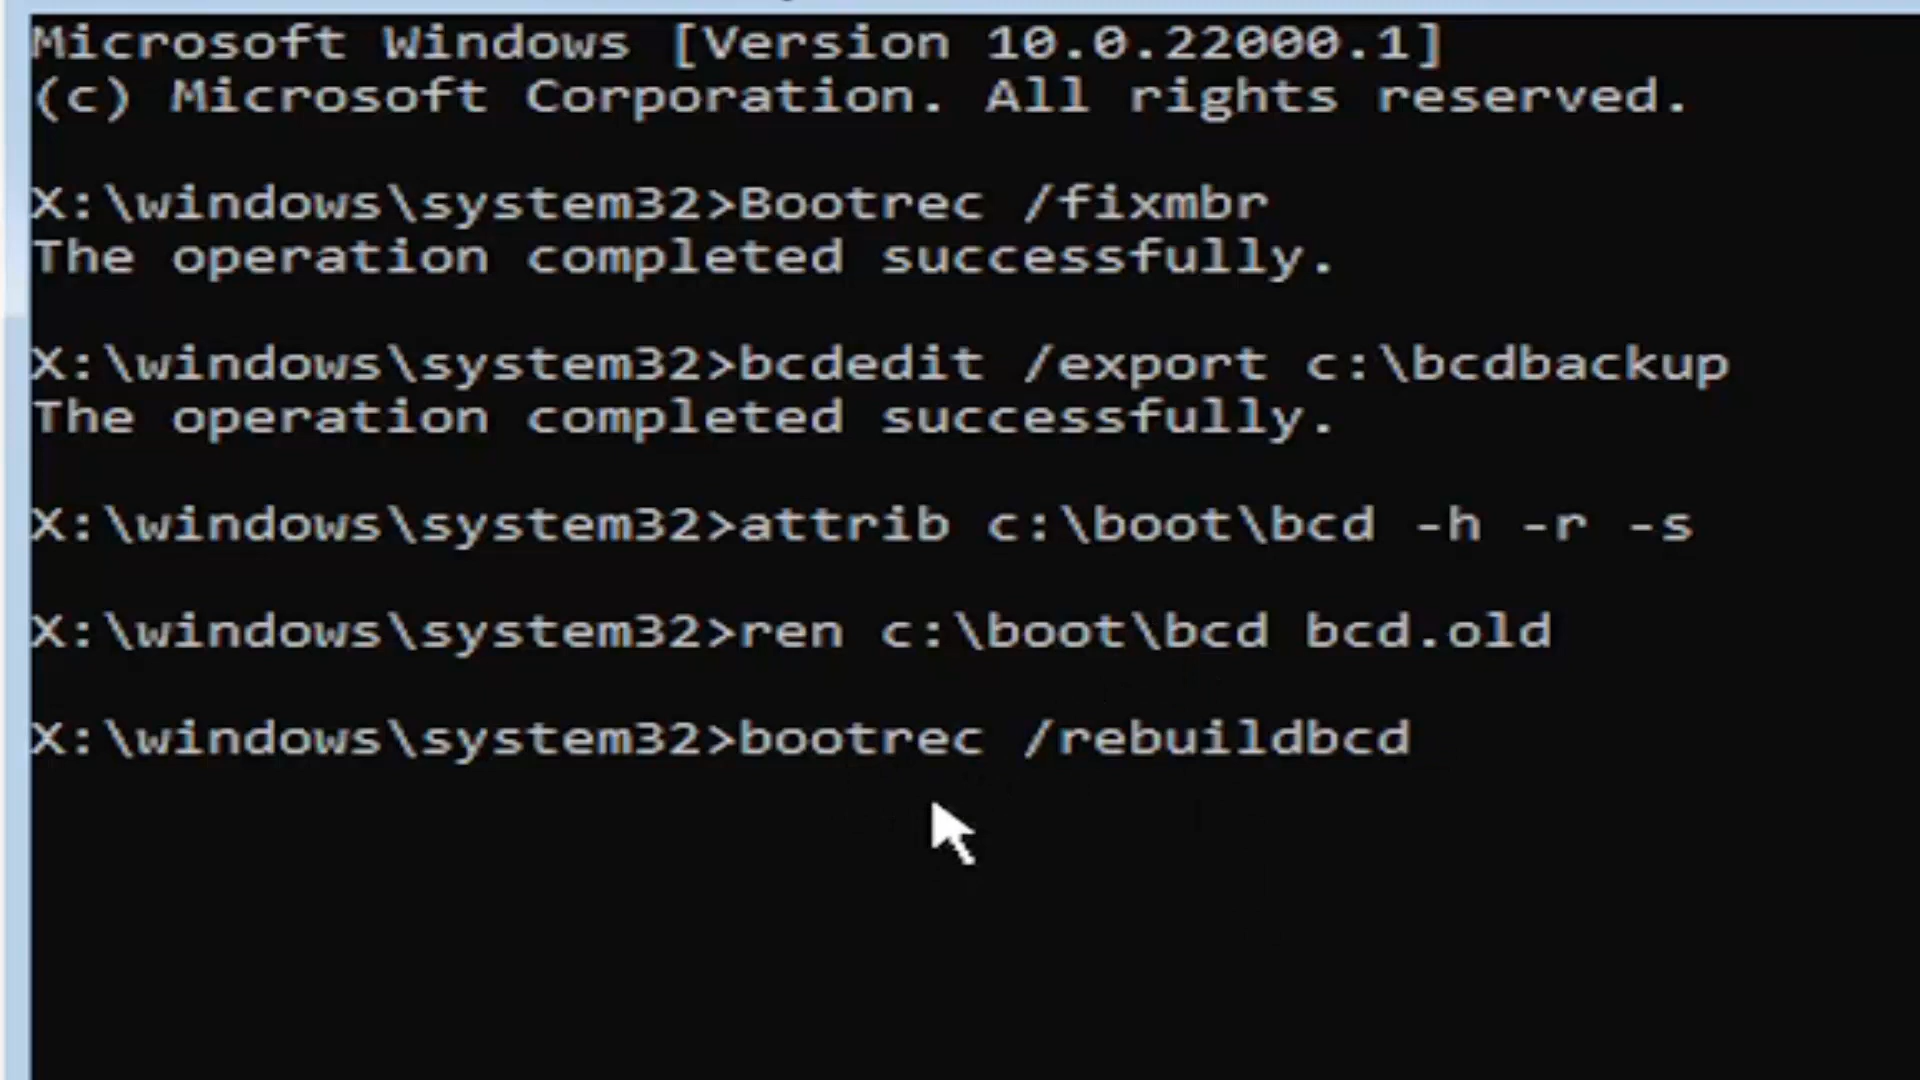 Microsoft Windows [Version 10.0.22000.1]
(c) Microsoft Corporation. All rights reserved.
X:\windows\system32>Bootrec /fixmbr
The operation completed successfully.
X:\windows\system32>bcdedit /export c:\bcdbackup
The operation completed successfully.
X:\windows\system32>attrib c:\boot\bcd -h -r -s
X:\windows\system32>ren c:\boot\bcd bcd.old
X:\windows\system32>bootrec /rebuildbcd